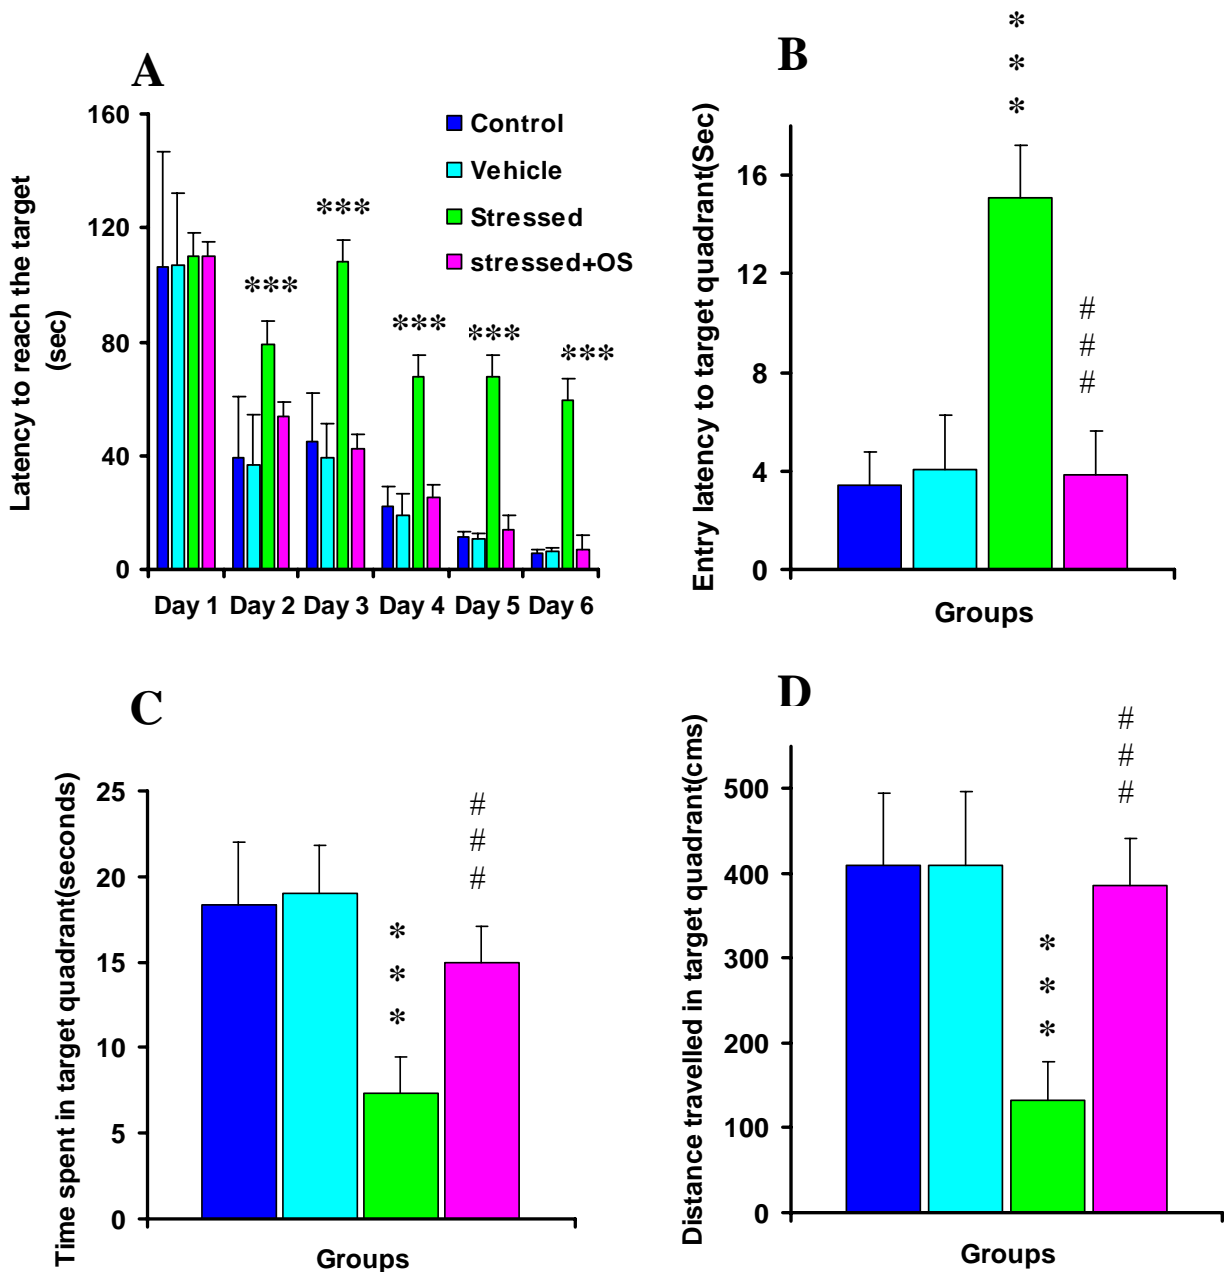 A
Latency to reach the target
(sec)
160
120
80
40
0
Control
Vehicle
Stressed
stressed+OS
***
***
***
***
***
Day 1 Day 2 Day 3 Day 4 Day 5 Day 6
B
Entry latency to target quadrant(Sec)
16
12
8
4
0
*
*
*
#
#
#
Groups
C
Time spent in target quadrant(seconds)
25
20
15
10
5
0
*
*
*
#
#
#
Groups
D
Distance travelled in target quadrant(cms)
500
400
300
200
100
0
*
*
*
#
#
#
Groups